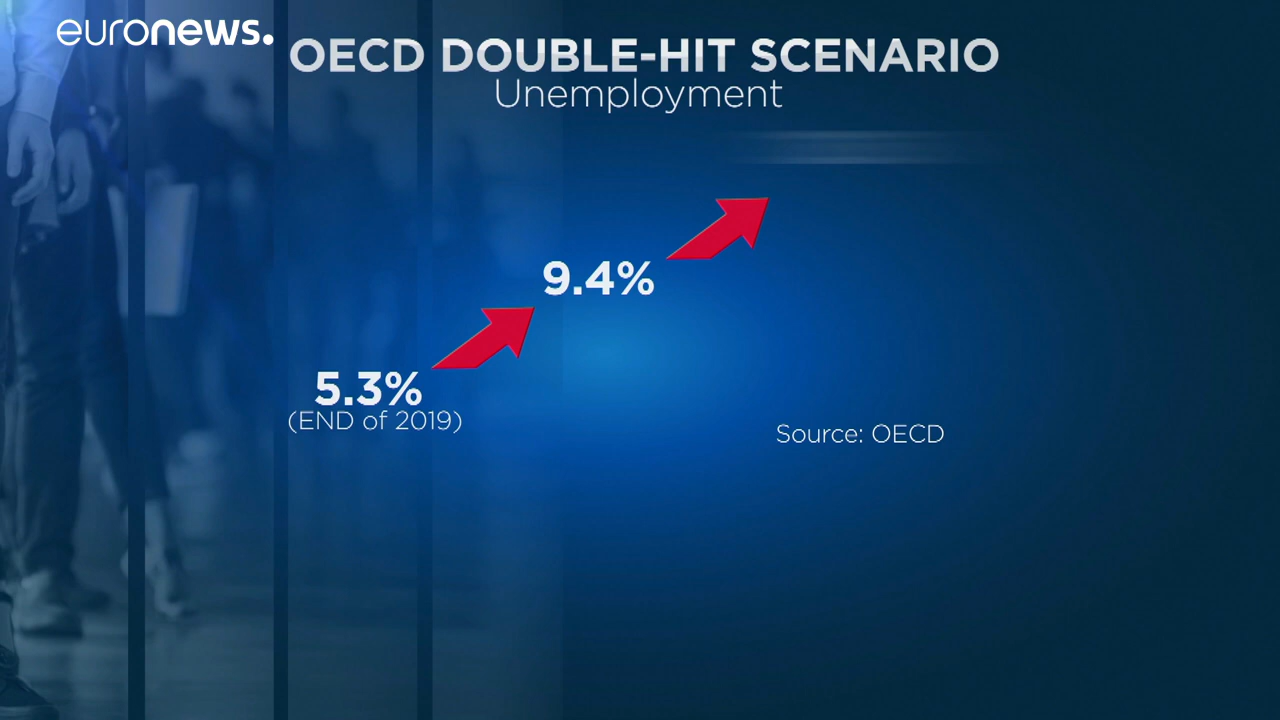 euronews.
OECD DOUBLE-HIT SCENARIO
Unemployment
9.4%
5.3%
(END of 2019)
Source: OECD